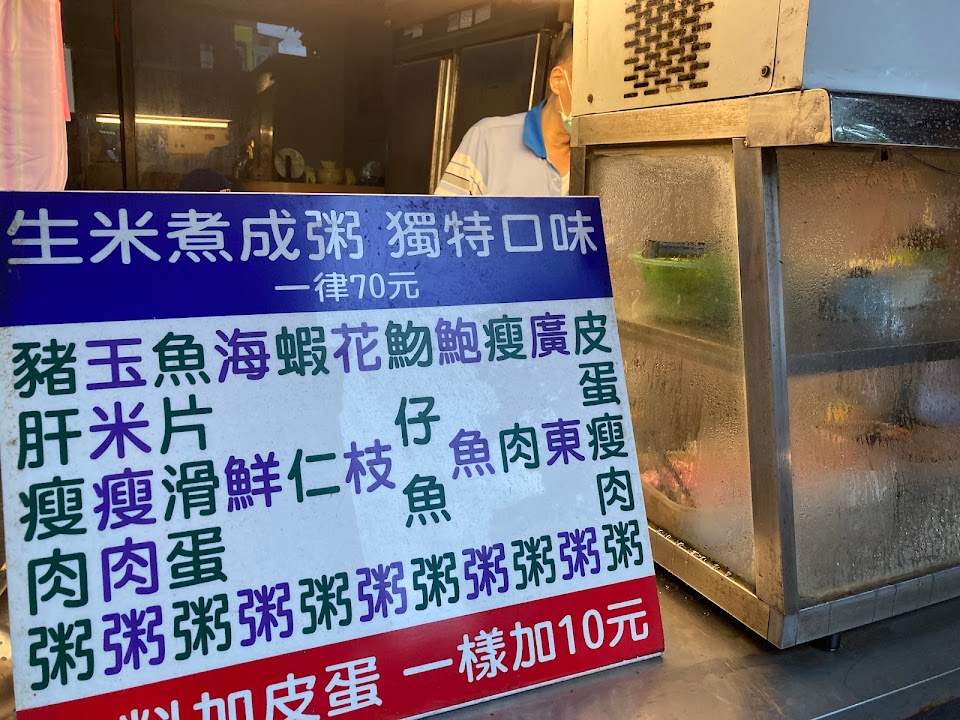 生米煮成粥 獨特口味
一律70元
皮蛋瘦肉粥
廣東粥
瘦肉粥
鮑魚粥
魩仔魚粥
花枝粥
蝦仁粥
海鮮粥
魚片滑蛋粥
玉米瘦肉粥
豬肝瘦肉粥
料加皮蛋 一樣加10元